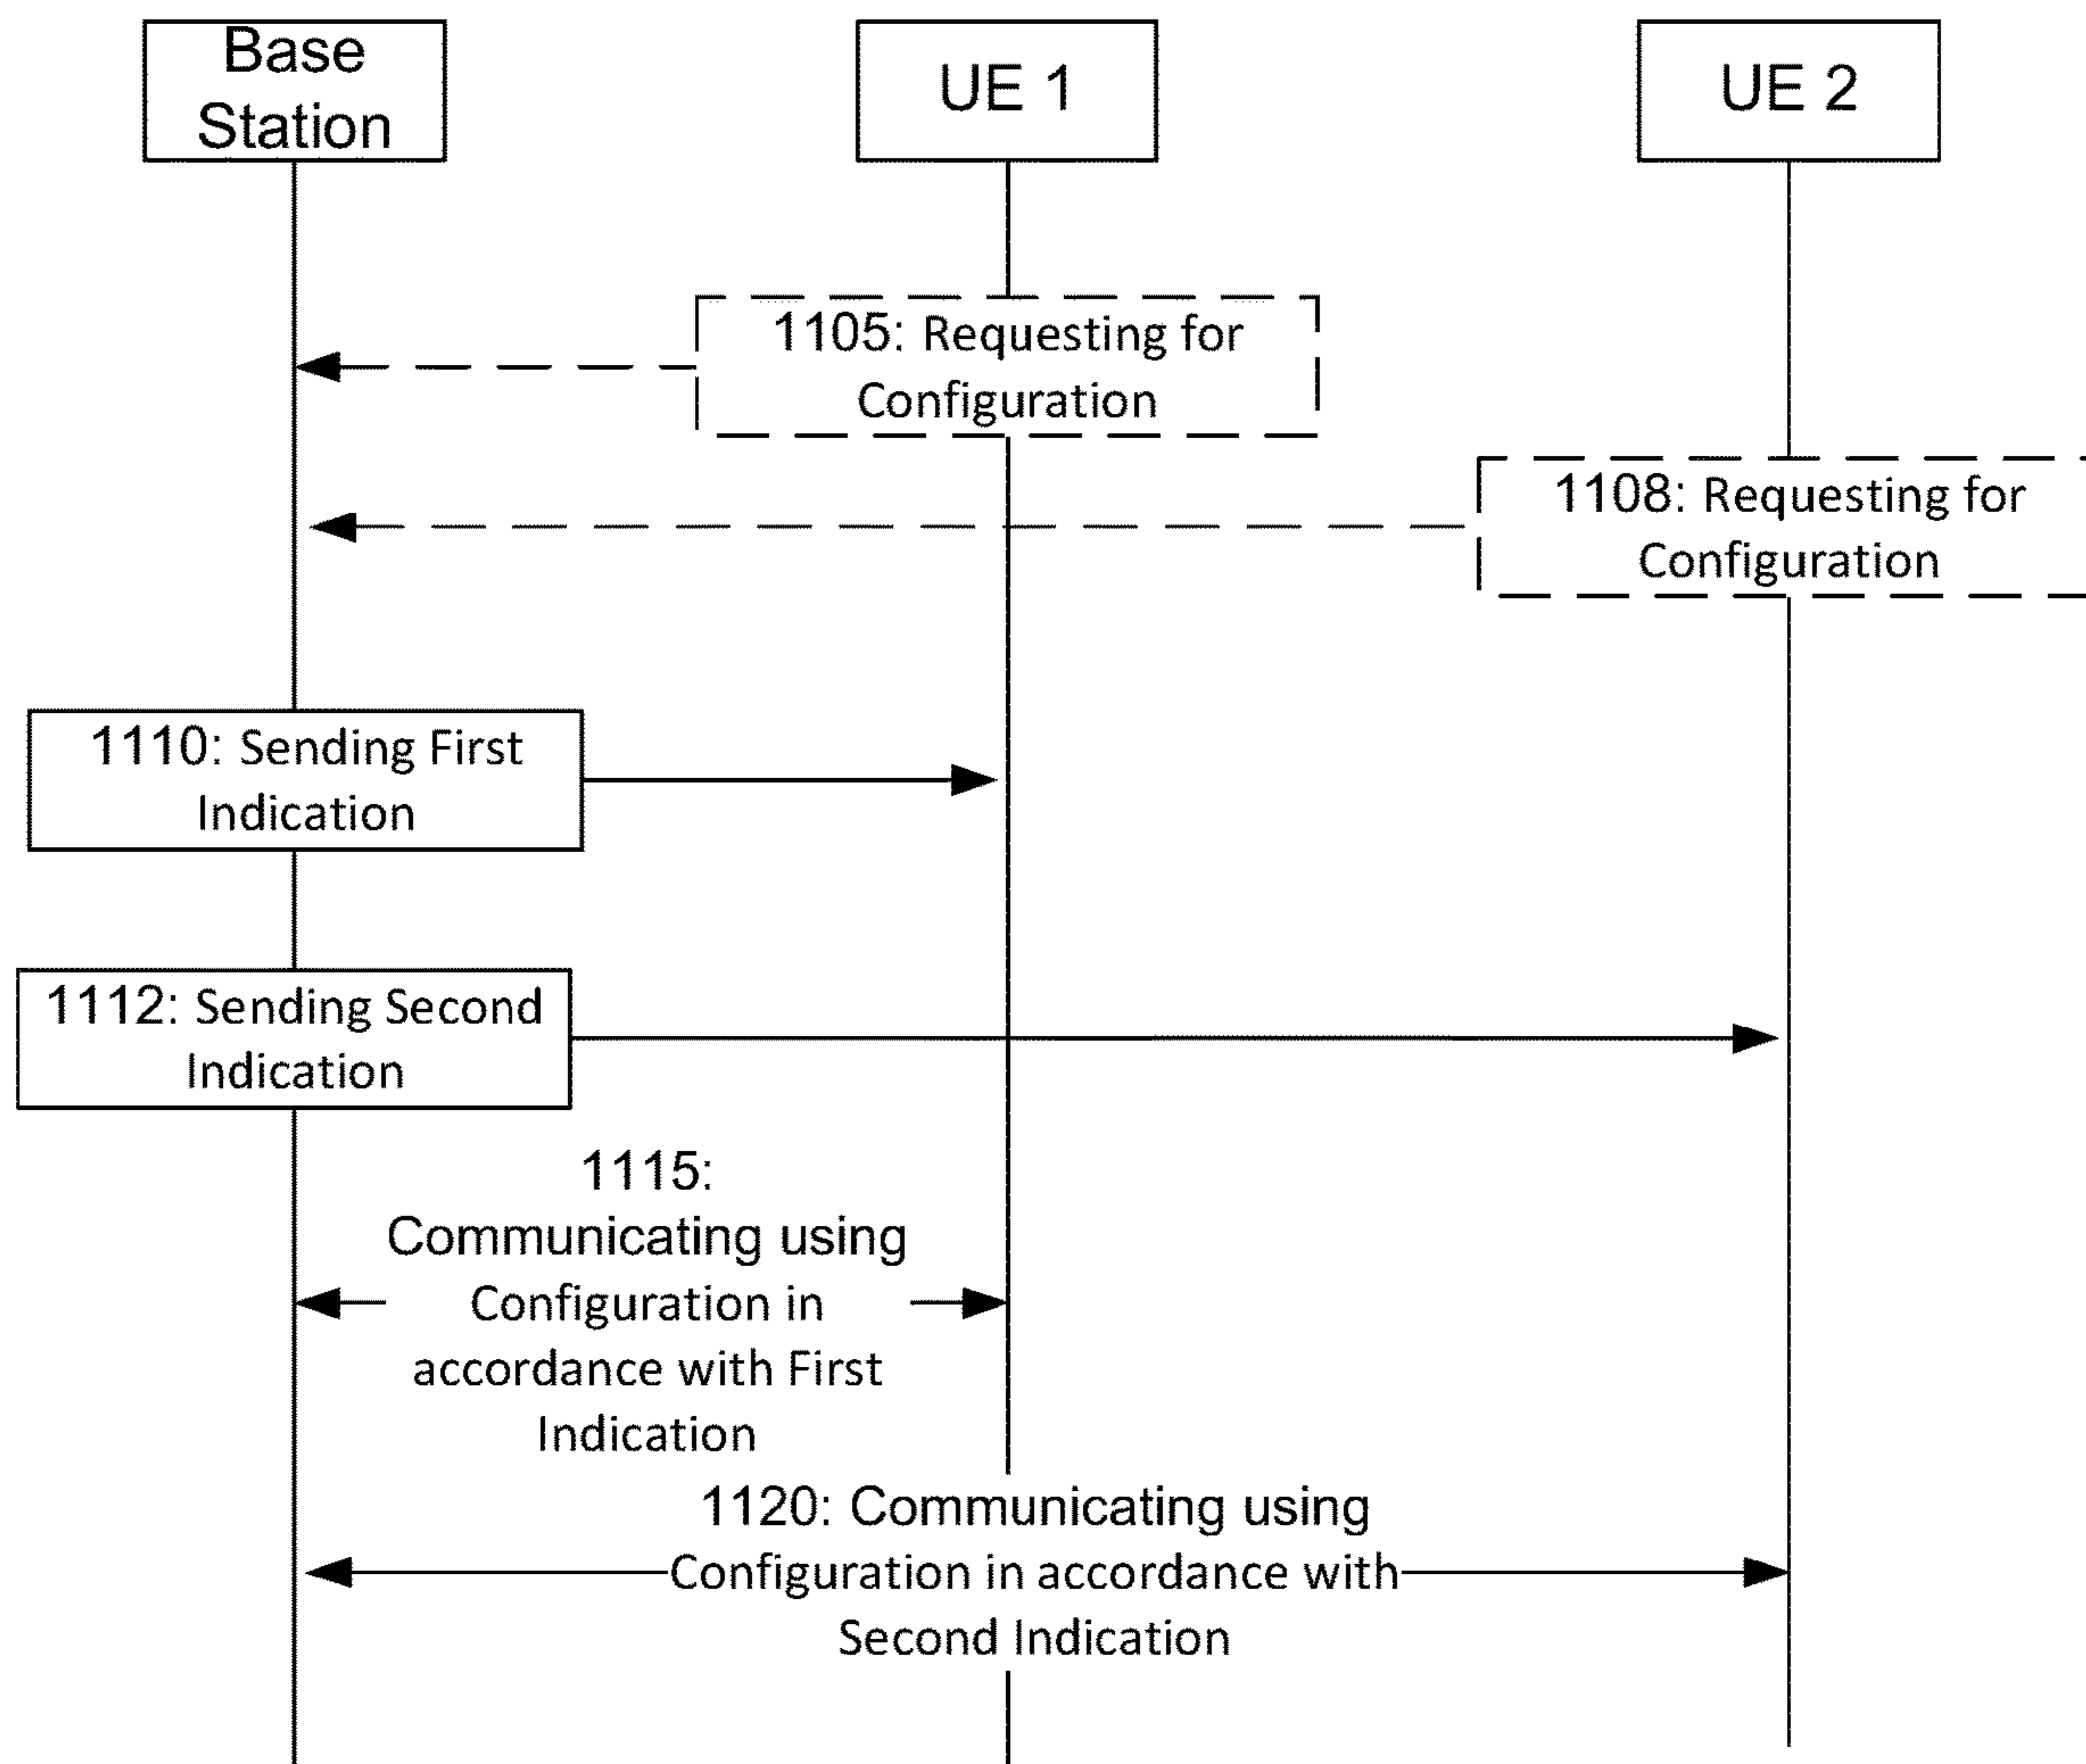 Base
Station
UE 1
UE 2
1105: Requesting for
Configuration
1108: Requesting for
Configuration
1110: Sending First
Indication
1112: Sending Second
Indication
1115:
Communicating using
Configuration in
accordance with First
Indication
1120: Communicating using
Configuration in accordance with
Second Indication